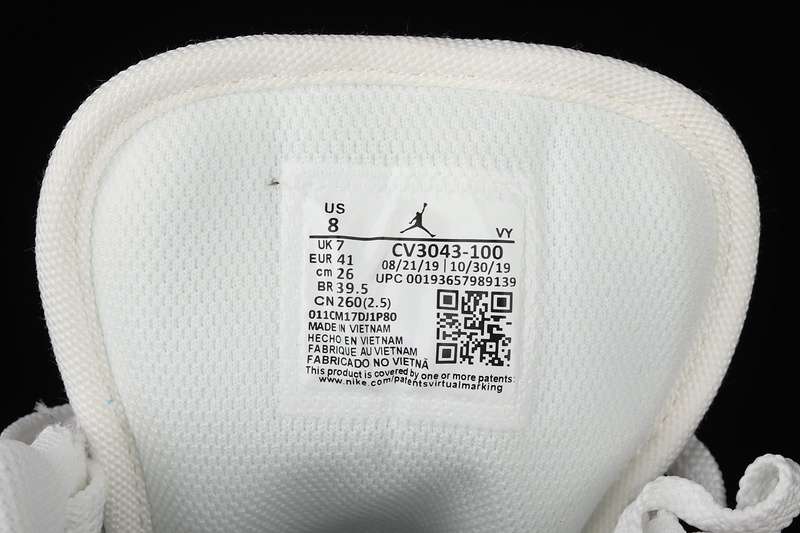 US
8
VY
UK 7
CV3043-100
EUR 41
08/21/19 | 10/30/19
cm 26
UPC 00193657989139
BR 39.5
CN 260(2.5)
011CM17DJ1P80
MADE IN VIETNAM
HECHO EN VIETNAM
FABRIQUE AU VIETNAM
FABRICADO NO VIETNÃ
This product is covered by one or more patents:
www.nike.com/patentsvirtualmarking